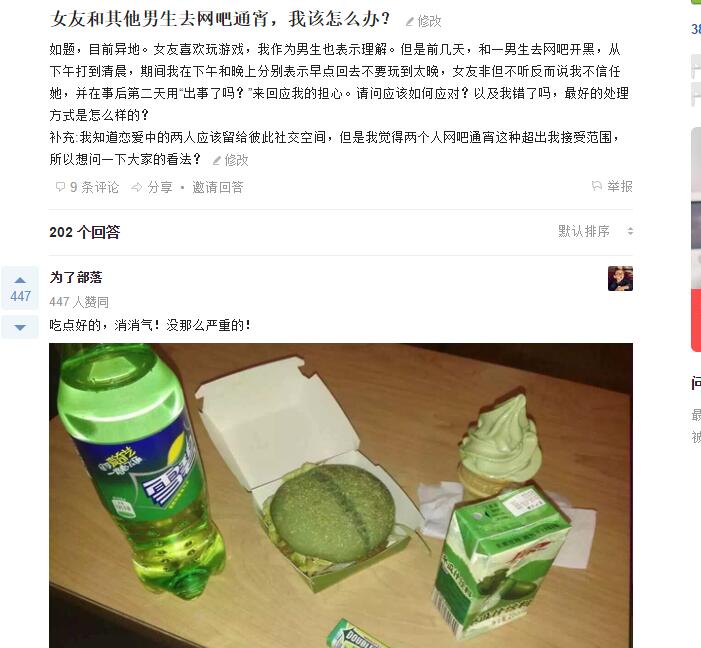 女友和其他男生去网吧通宵，我该怎么办？ 修改
如题，目前异地。女友喜欢玩游戏，我作为男生也表示理解。但是前几天，和一男生去网吧开黑，从
下午打到清晨，期间我在下午和晚上分别表示早点回去不要玩到太晚，女友非但不听反而说我不信任
她，并在事后第二天用“出事了吗？”来回应我的担心。请问应该如何应对？以及我错了吗，最好的处理
方式是怎么样的？
补充:我知道恋爱中的两人应该留给彼此社交空间，但是我觉得两个人网吧通宵这种超出我接受范围，
所以想问一下大家的看法？ 修改
9 条评论 分享 • 邀请回答 举报
202 个回答 默认排序
为了部落
447
447 人赞同
吃点好的，消消气！没那么严重的！
雪碧
DOUBLE
38
问
最
被